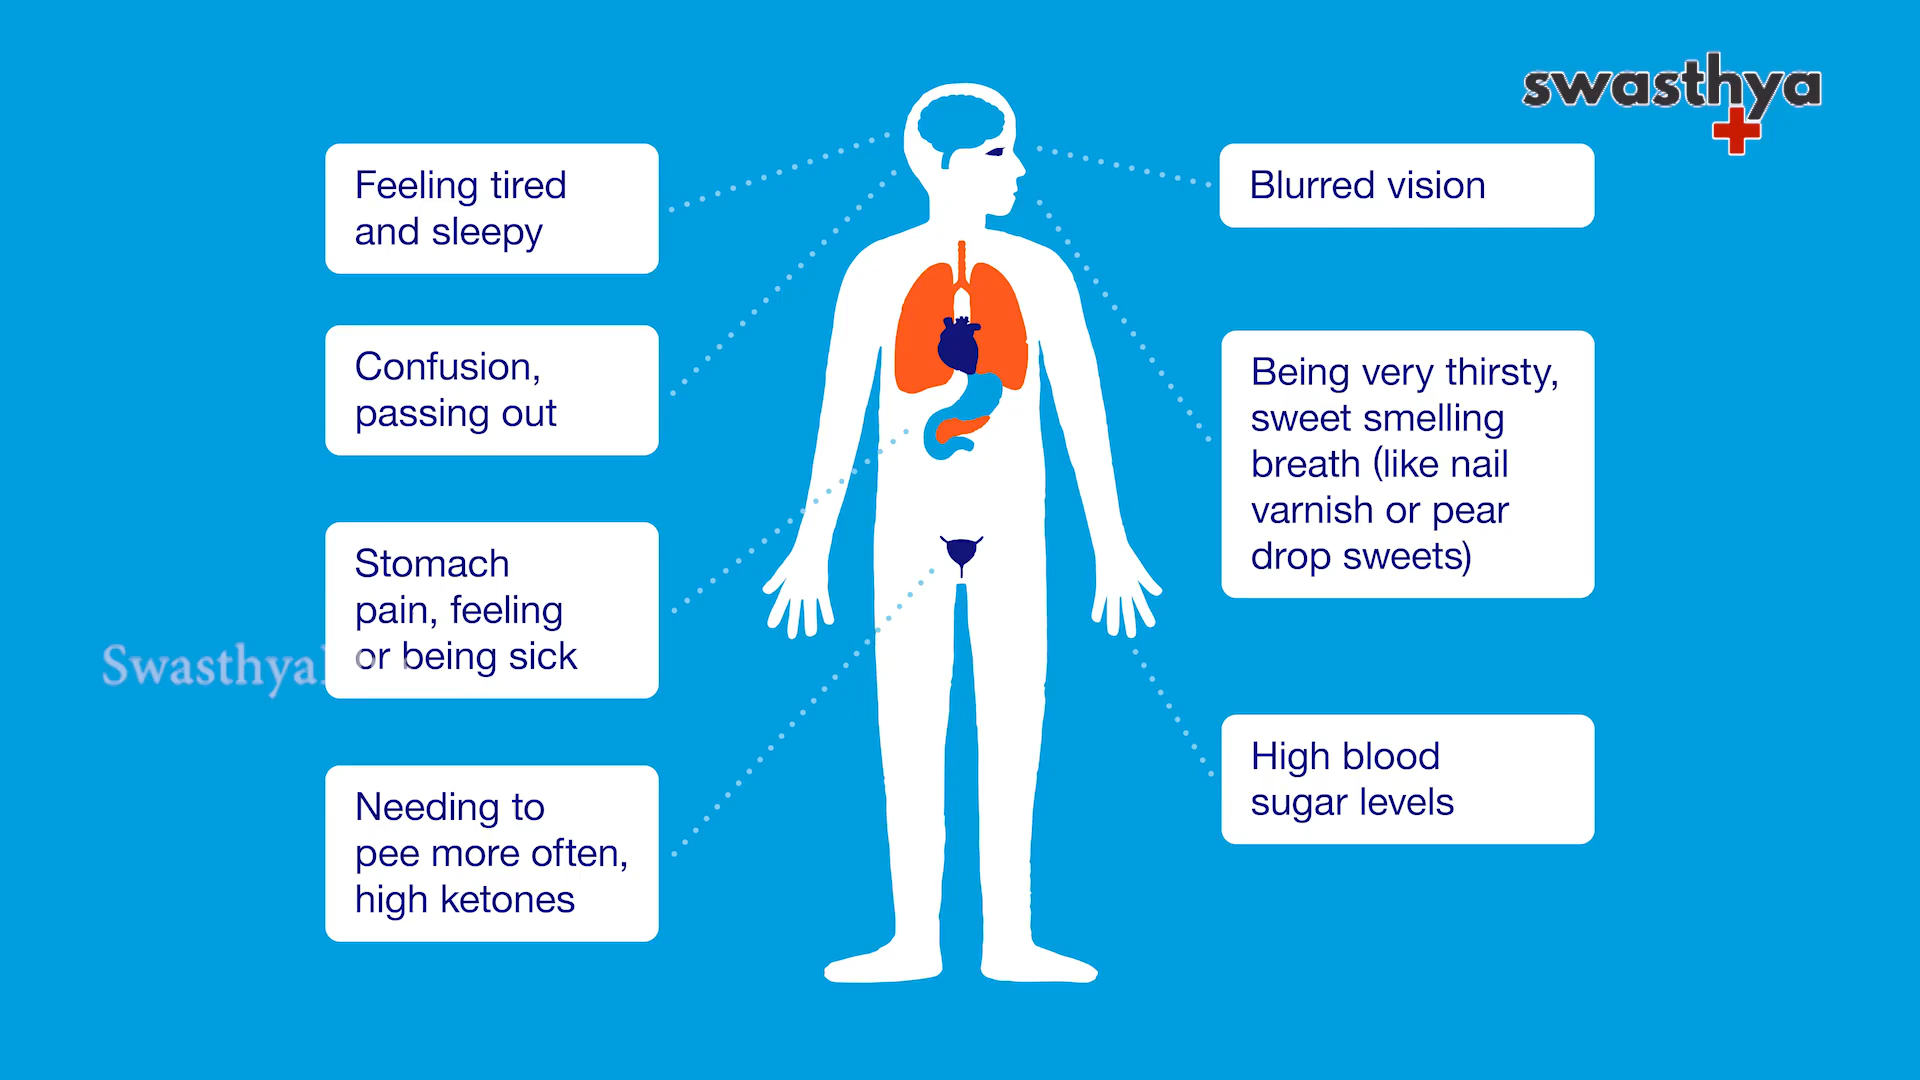 swasthya
Feeling tired
and sleepy
Blurred vision
Confusion,
passing out
Being very thirsty,
sweet smelling
breath (like nail
varnish or pear
drop sweets)
Stomach
pain, feeling
or being sick
Swasthya
High blood
sugar levels
Needing to
pee more often,
high ketones